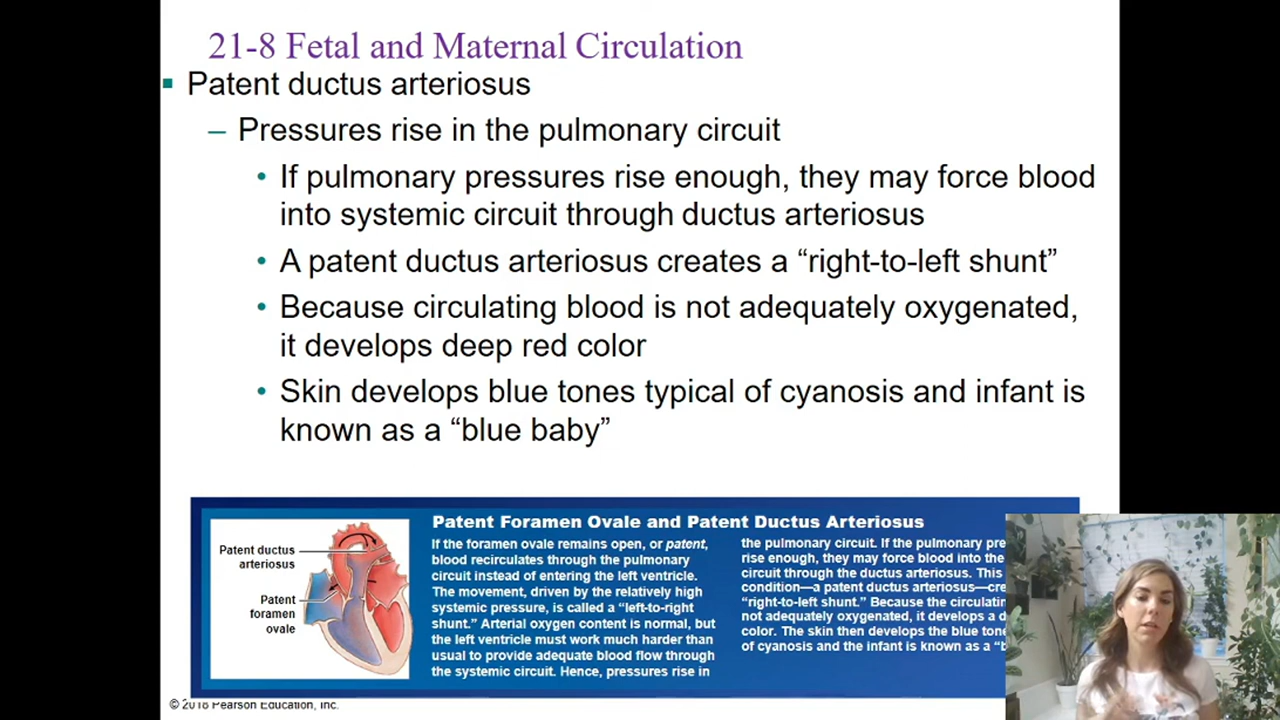 21-8 Fetal and Maternal Circulation
▪ Patent ductus arteriosus
– Pressures rise in the pulmonary circuit
• If pulmonary pressures rise enough, they may force blood
into systemic circuit through ductus arteriosus
• A patent ductus arteriosus creates a “right-to-left shunt”
• Because circulating blood is not adequately oxygenated,
it develops deep red color
• Skin develops blue tones typical of cyanosis and infant is
known as a “blue baby”
Patent ductus
arteriosus
Patent
foramen
ovale
Patent Foramen Ovale and Patent Ductus Arteriosus
If the foramen ovale remains open, or patent,
blood recirculates through the pulmonary
circuit instead of entering the left ventricle.
The movement, driven by the relatively high
systemic pressure, is called a “left-to-right
shunt.” Arterial oxygen content is normal, but
the left ventricle must work much harder than
usual to provide adequate blood flow through
the systemic circuit. Hence, pressures rise in
the pulmonary circuit. If the pulmonary
rise enough, they may force blood into the
circuit through the ductus arteriosus. This
condition—a patent ductus arteriosus—
“right-to-left shunt.” Because the
not adequately oxygenated, it develops a
color. The skin then develops the blue
of cyanosis and the infant is known as a
© 2018 Pearson Education, Inc.